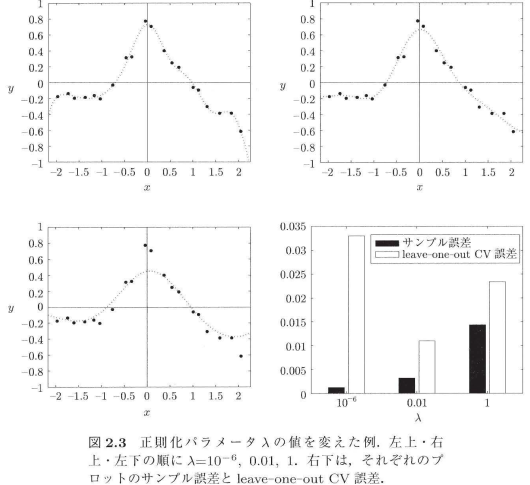 1
0.8
0.6
0.4
0.2
0
−0.2
−0.4
−0.6
−0.8
−1
y
−2 −1.5 −1 −0.5 0 0.5 1 1.5 2
x
1
0.8
0.6
0.4
0.2
0
−0.2
−0.4
−0.6
−0.8
−1
y
−2 −1.5 −1 −0.5 0 0.5 1 1.5 2
x
1
0.8
0.6
0.4
0.2
0
−0.2
−0.4
−0.6
−0.8
−1
y
−2 −1.5 −1 −0.5 0 0.5 1 1.5 2
x
0.035
0.03
0.025
0.02
0.015
0.01
0.005
0
サンプル誤差
leave-one-out CV 誤差
10⁻⁶ 0.01 1
λ
図 2.3 正則化パラメータ λ の値を変えた例．左上・右
上・左下の順に λ=10⁻⁶, 0.01, 1．右下は，それぞれのプ
ロットのサンプル誤差と leave-one-out CV 誤差．